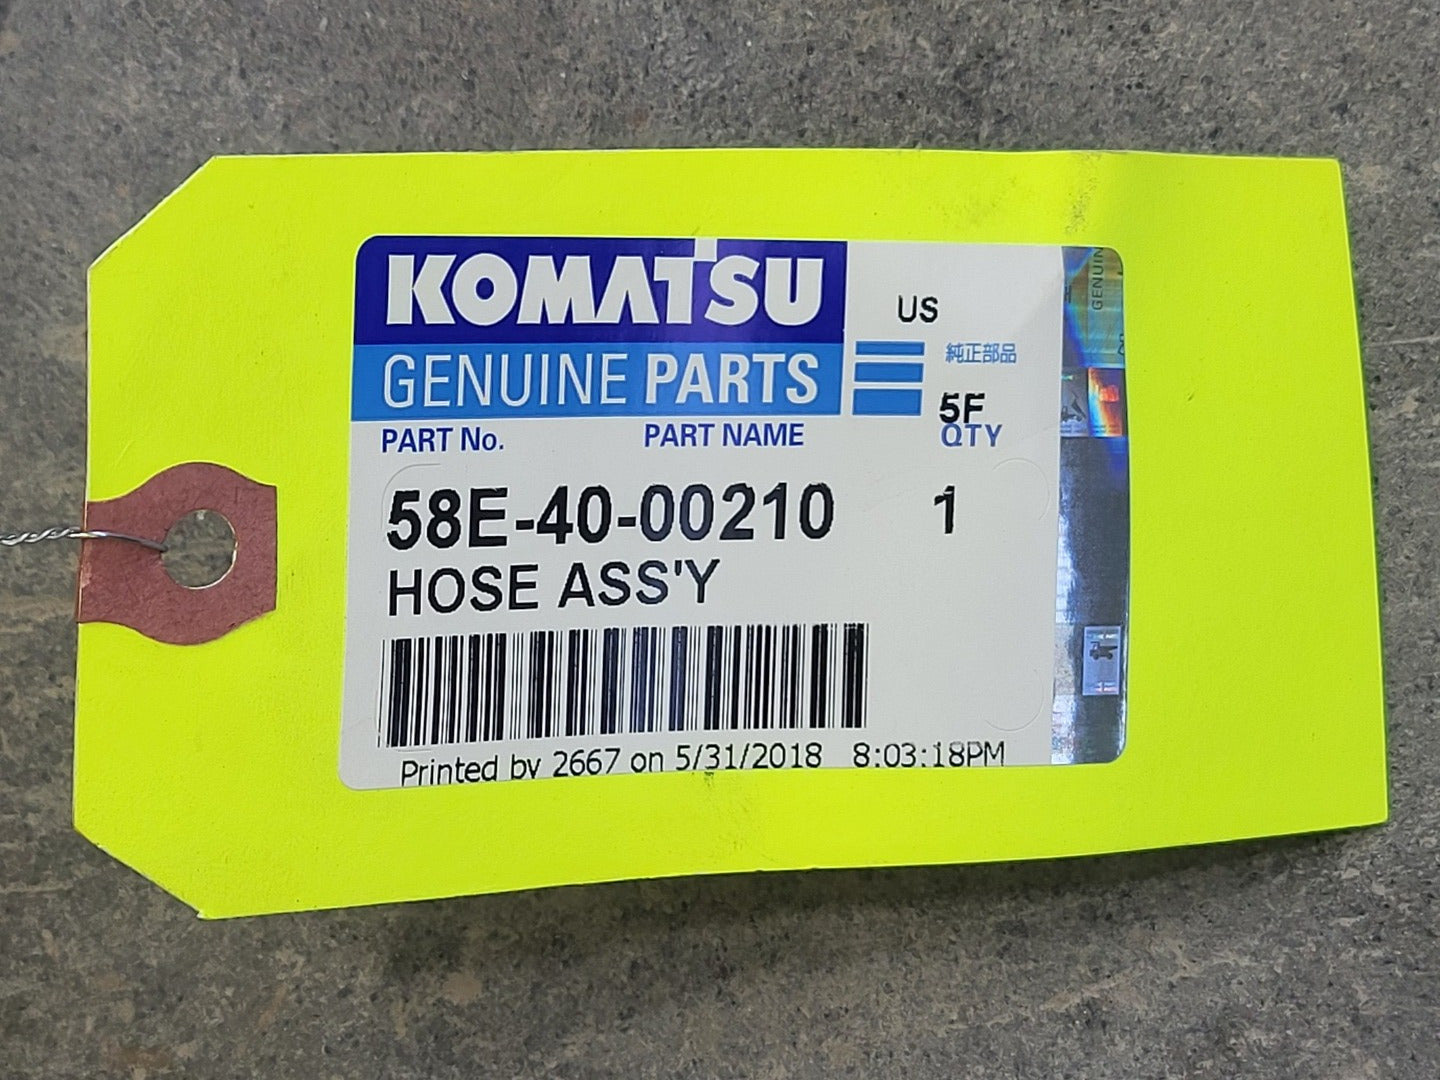 KOMATSU
US
GENUINE PARTS
純正部品
5F
PART No. PART NAME QTY
58E-40-00210 1
HOSE ASS'Y
Printed by 2667 on 5/31/2018 8:03:18PM